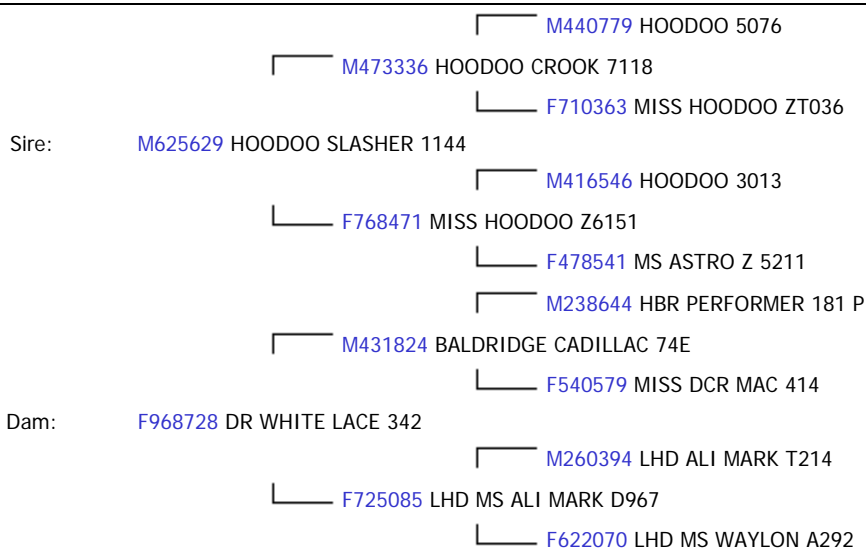 M440779 HOODOO 5076
M473336 HOODOO CROOK 7118
F710363 MISS HOODOO ZT036
Sire: M625629 HOODOO SLASHER 1144
M416546 HOODOO 3013
F768471 MISS HOODOO Z6151
F478541 MS ASTRO Z 5211
M238644 HBR PERFORMER 181 P
M431824 BALDRIDGE CADILLAC 74E
F540579 MISS DCR MAC 414
Dam: F968728 DR WHITE LACE 342
M260394 LHD ALI MARK T214
F725085 LHD MS ALI MARK D967
F622070 LHD MS WAYLON A292